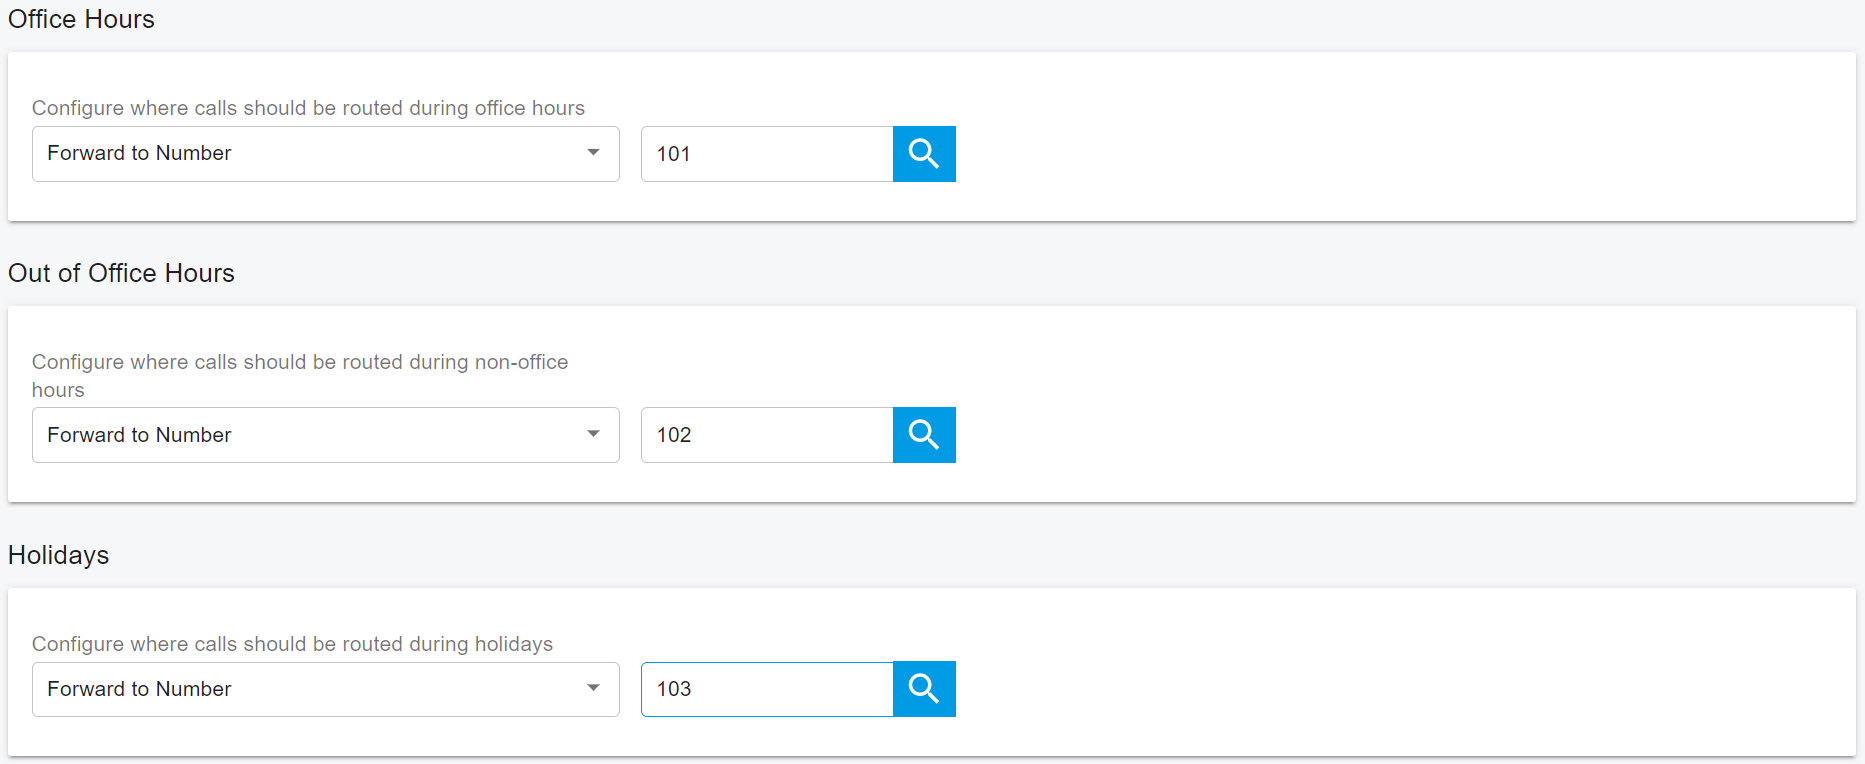 Office Hours
Configure where calls should be routed during office hours
Forward to Number 101
Out of Office Hours
Configure where calls should be routed during non-office
hours
Forward to Number 102
Holidays
Configure where calls should be routed during holidays
Forward to Number 103